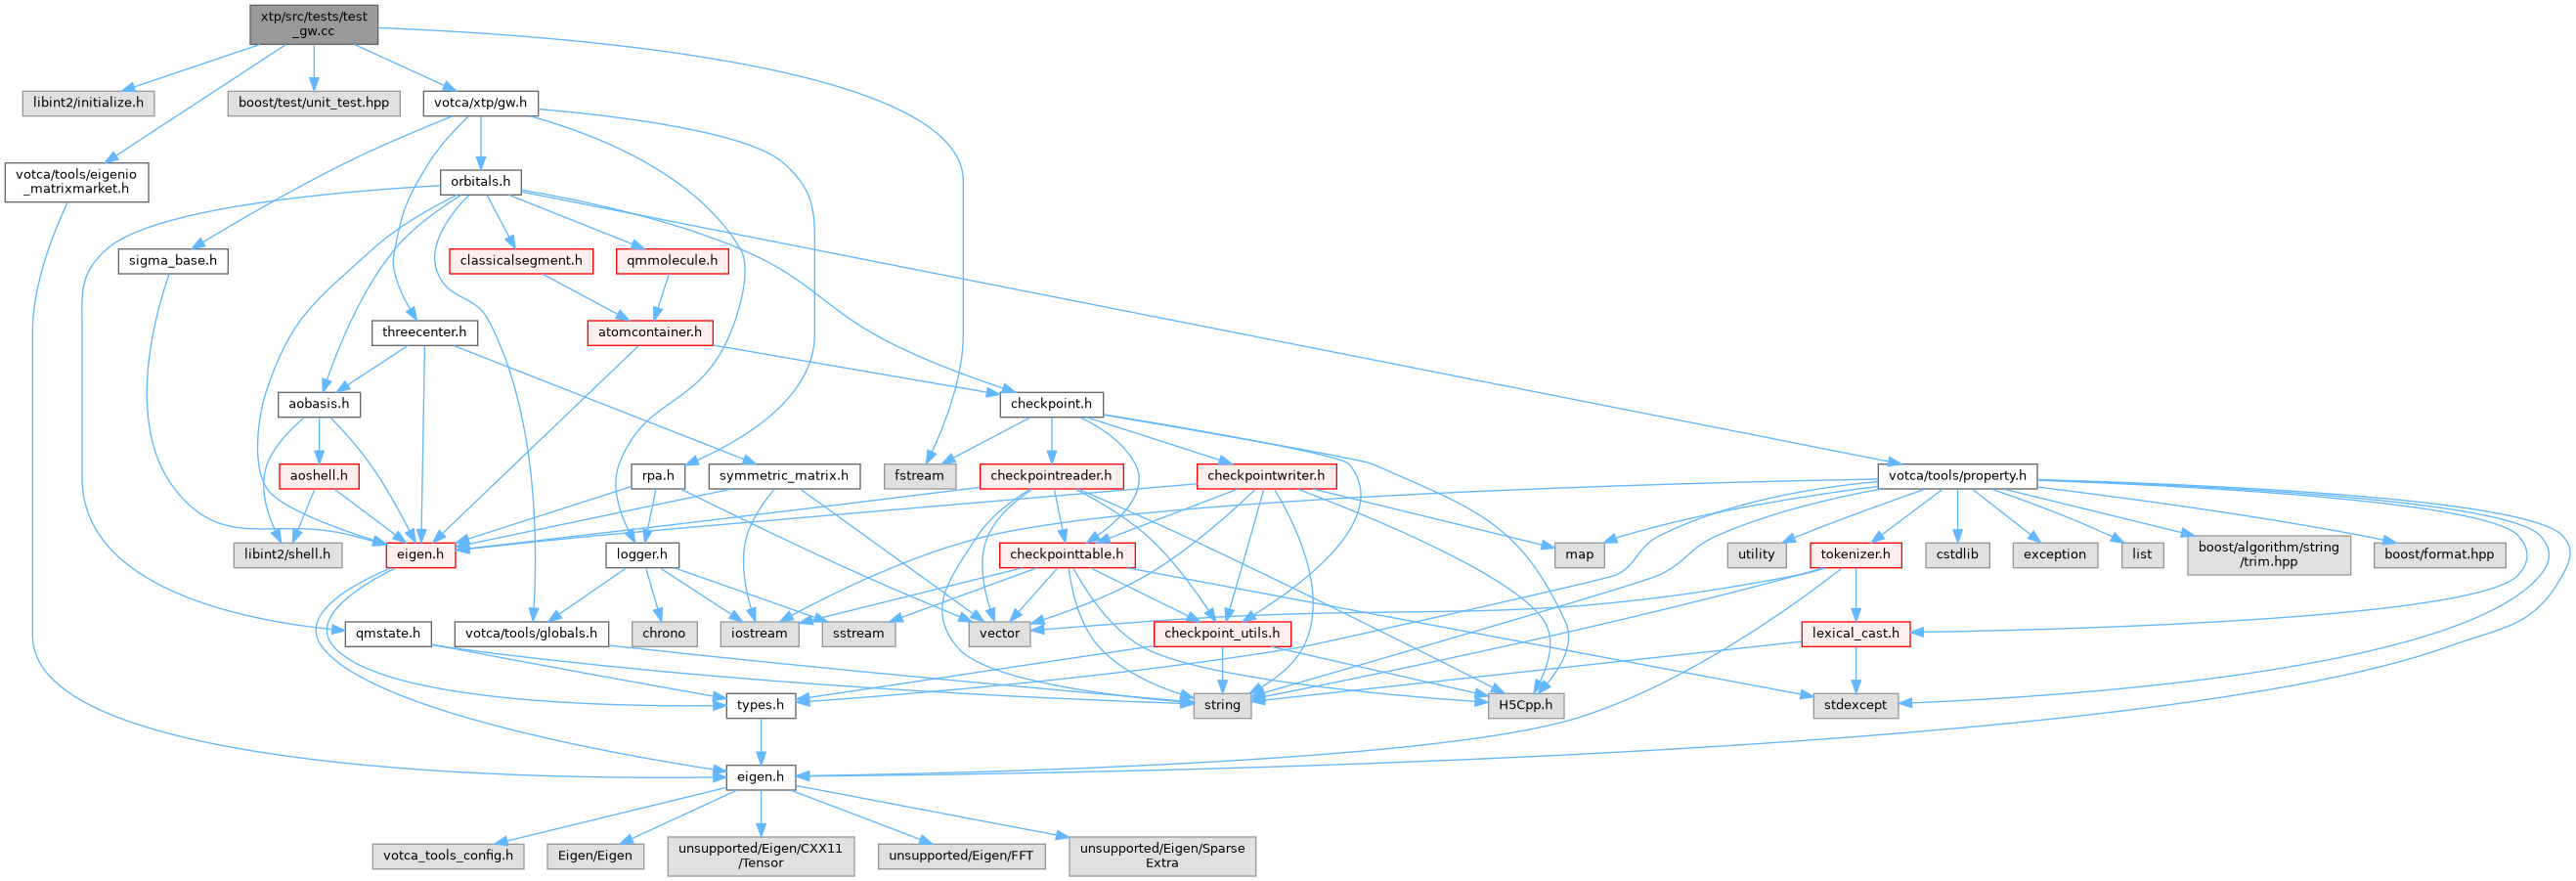 xtp/src/tests/test
_gw.cc
libint2/initialize.h
boost/test/unit_test.hpp
votca/xtp/gw.h
votca/tools/eigenio
_matrixmarket.h
orbitals.h
sigma_base.h
classicalsegment.h
qmmolecule.h
threecenter.h
atomcontainer.h
aobasis.h
checkpoint.h
aoshell.h
rpa.h
symmetric_matrix.h
fstream
checkpointreader.h
checkpointwriter.h
votca/tools/property.h
libint2/shell.h
eigen.h
logger.h
checkpointtable.h
map
utility
tokenizer.h
cstdlib
exception
list
boost/algorithm/string
/trim.hpp
boost/format.hpp
qmstate.h
votca/tools/globals.h
chrono
iostream
sstream
vector
checkpoint_utils.h
lexical_cast.h
types.h
string
H5Cpp.h
stdexcept
eigen.h
votca_tools_config.h
Eigen/Eigen
unsupported/Eigen/CXX11
/Tensor
unsupported/Eigen/FFT
unsupported/Eigen/Sparse
Extra